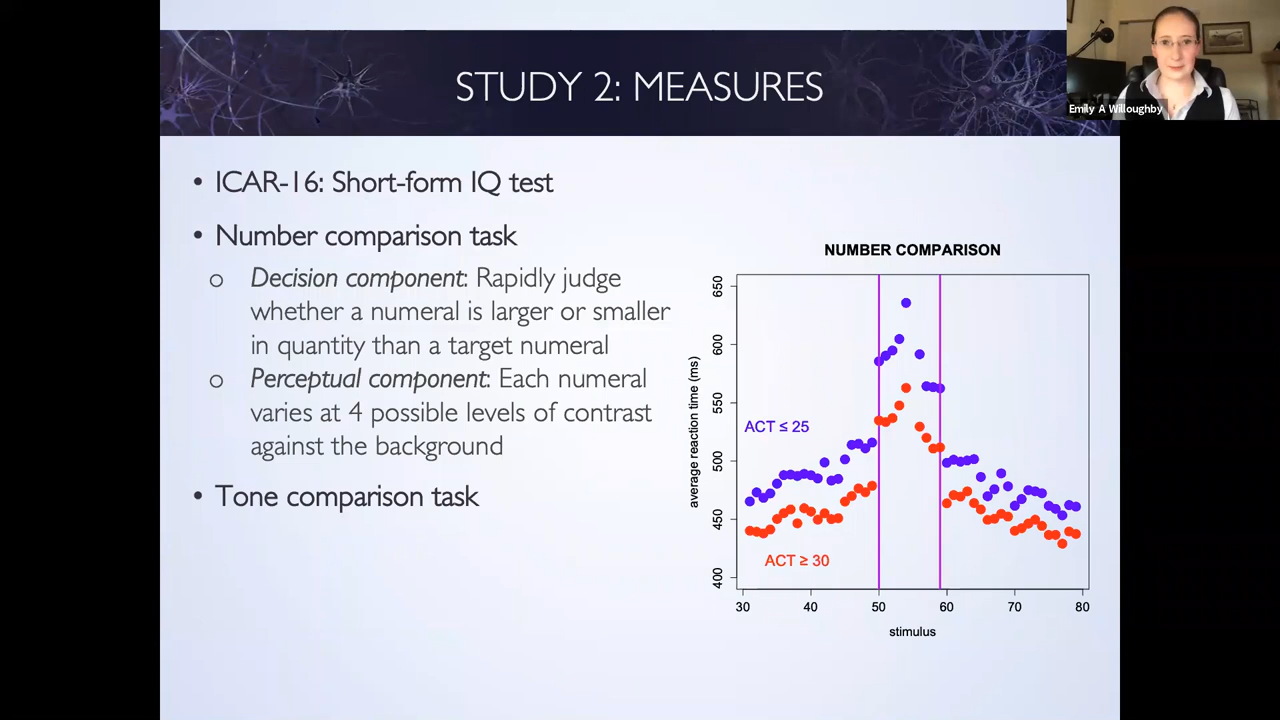 STUDY 2: MEASURES
Emily A Willoughby
• ICAR-16: Short-form IQ test
• Number comparison task
o Decision component: Rapidly judge
whether a numeral is larger or smaller
in quantity than a target numeral
o Perceptual component: Each numeral
varies at 4 possible levels of contrast
against the background
• Tone comparison task
NUMBER COMPARISON
average reaction time (ms)
650
600
550
500
450
400
ACT ≤ 25
ACT ≥ 30
30 40 50 60 70 80
stimulus